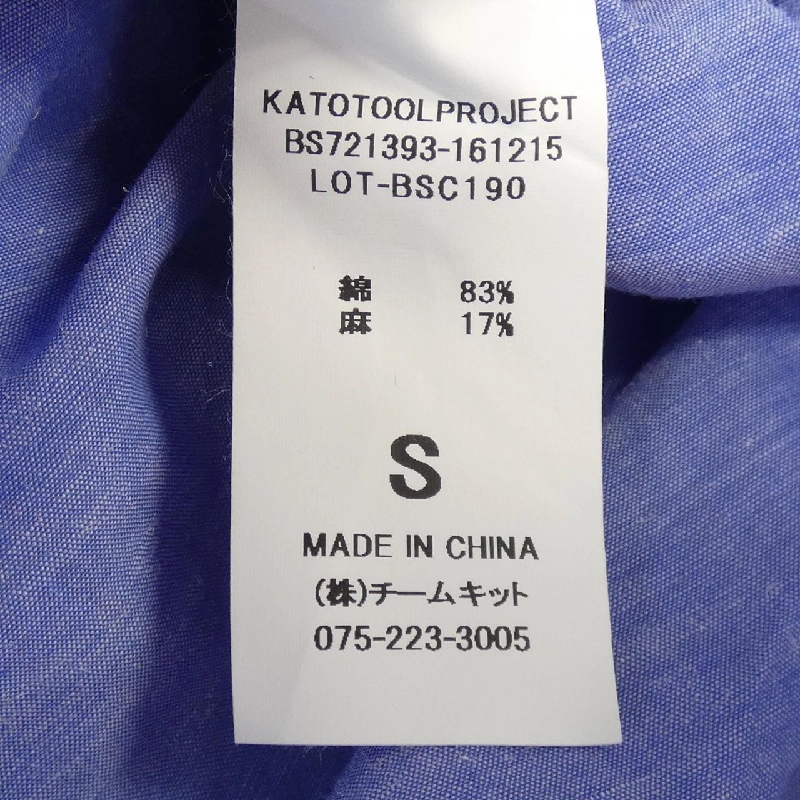 KATOTOOLPROJECT
BS721393-161215
LOT-BSC190
綿 83%
麻 17%
S
MADE IN CHINA
(株)チームキット
075-223-3005